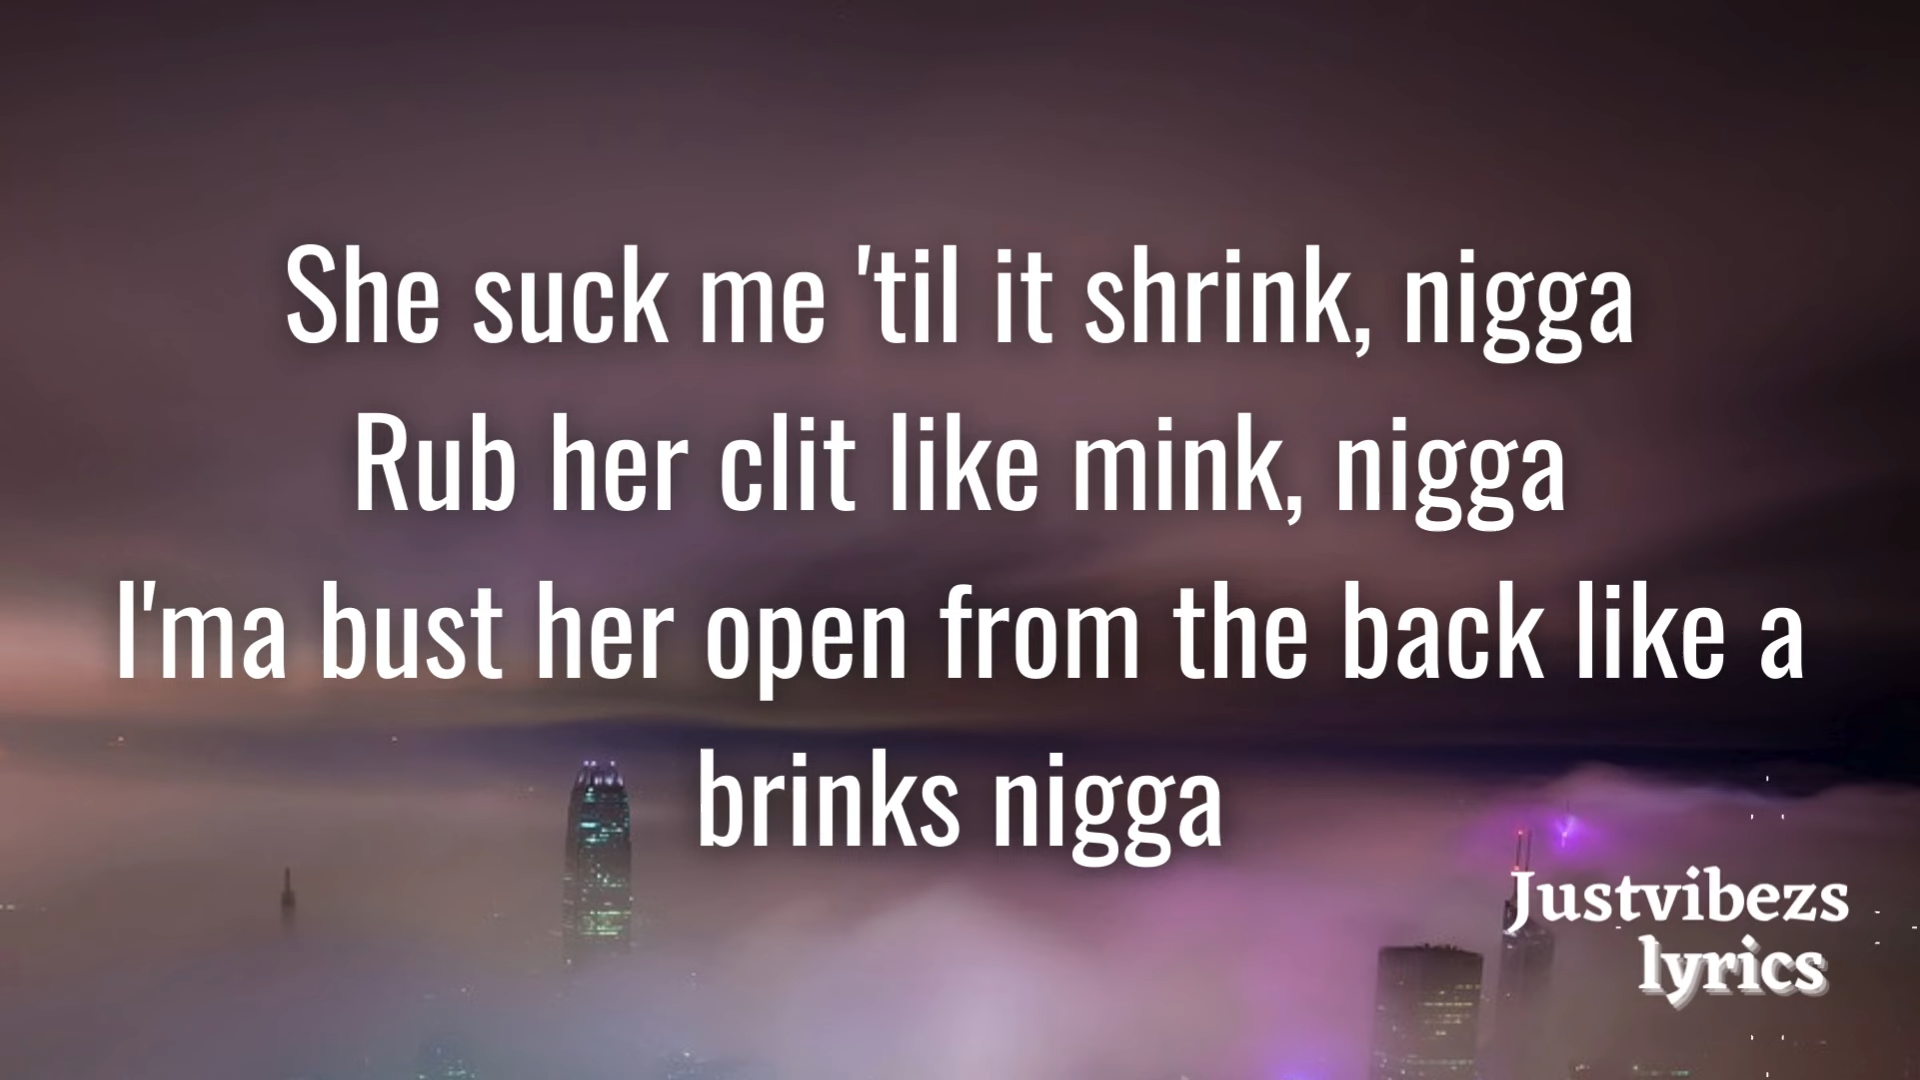 She suck me 'til it shrink, nigga
Rub her clit like mink, nigga
I'ma bust her open from the back like a
brinks nigga
Justvibezs
lyrics